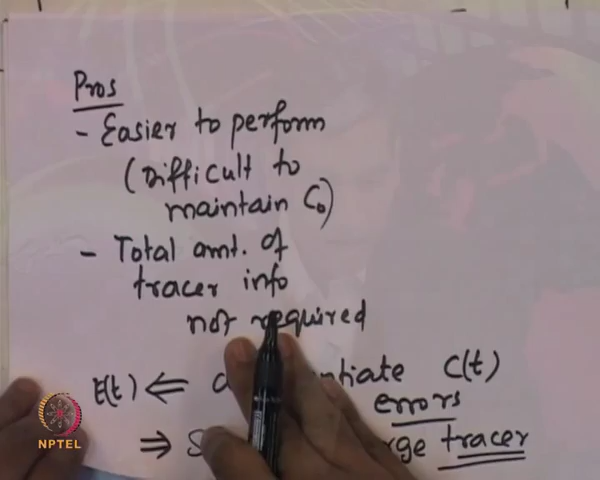 Pros
- Easier to perform
(Difficult to
maintain C₀)
- Total amt. of
tracer info
not required
E(t) ⇐ C(t)
errors
⇒ tracer
NPTEL